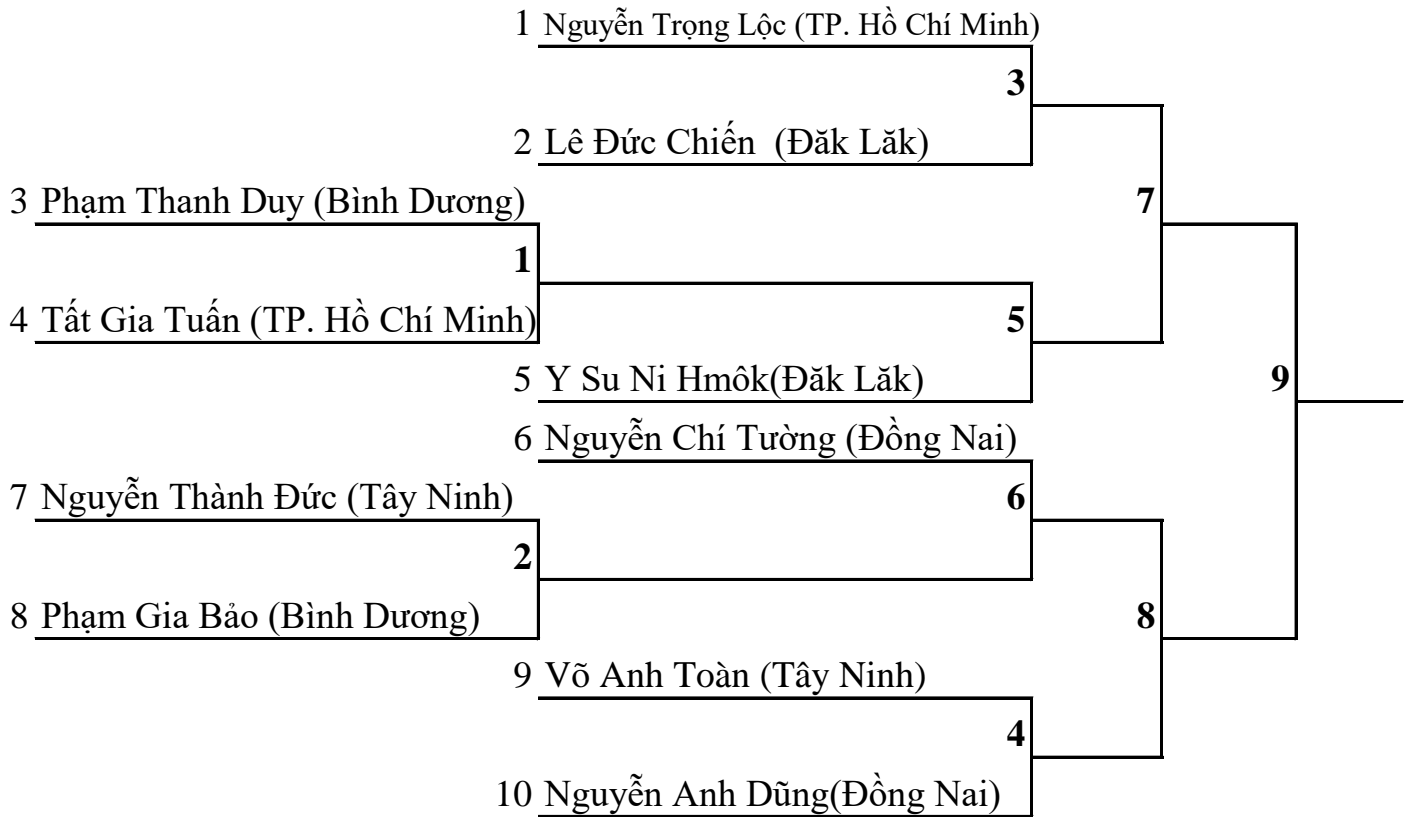 1 Nguyễn Trọng Lộc (TP. Hồ Chí Minh)
3
2 Lê Đức Chiến (Đăk Lăk)
3 Phạm Thanh Duy (Bình Dương)
7
1
4 Tất Gia Tuấn (TP. Hồ Chí Minh)
5
5 Y Su Ni Hmôk(Đăk Lăk)
9
6 Nguyễn Chí Tường (Đồng Nai)
7 Nguyễn Thành Đức (Tây Ninh)
6
2
8 Phạm Gia Bảo (Bình Dương)
8
9 Võ Anh Toàn (Tây Ninh)
4
10 Nguyễn Anh Dũng(Đồng Nai)